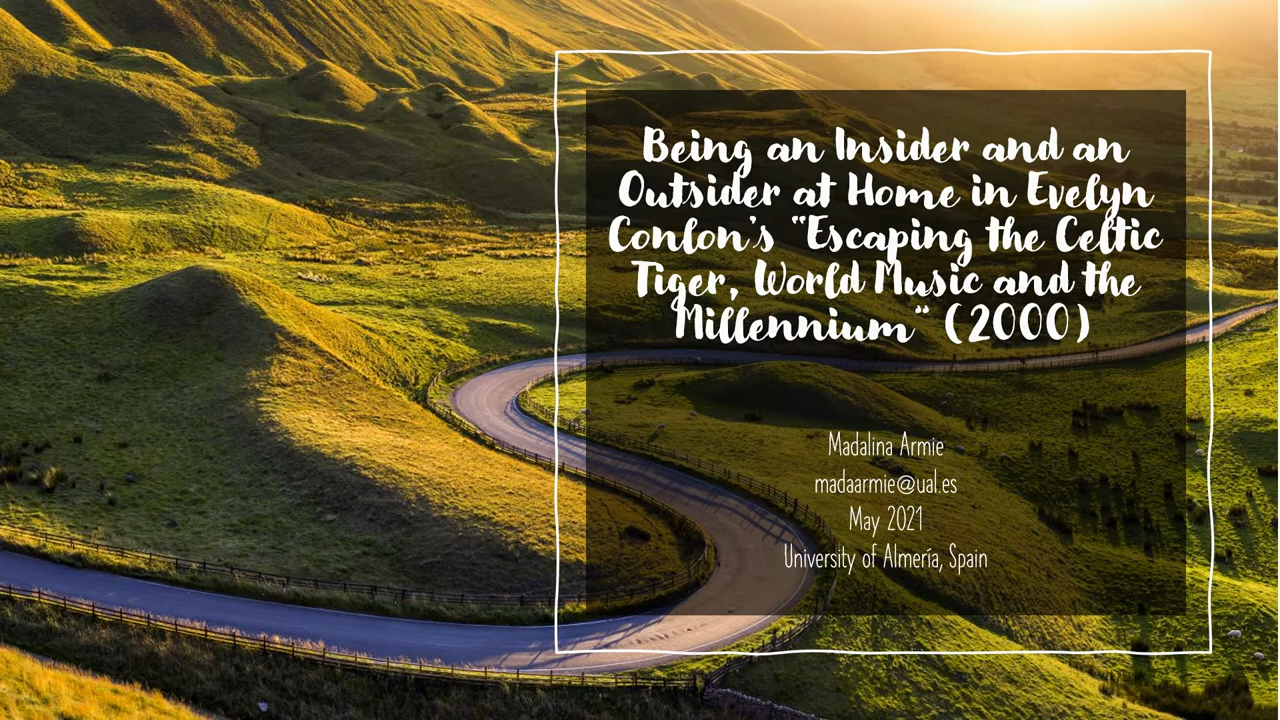 Being an Insider and an
Outsider at Home in Evelyn
Conlon's “Escaping the Celtic
Tiger, World Music and the
Millennium” (2000)
Madalina Armie
madaarmie@ual.es
May 2021
University of Almería, Spain